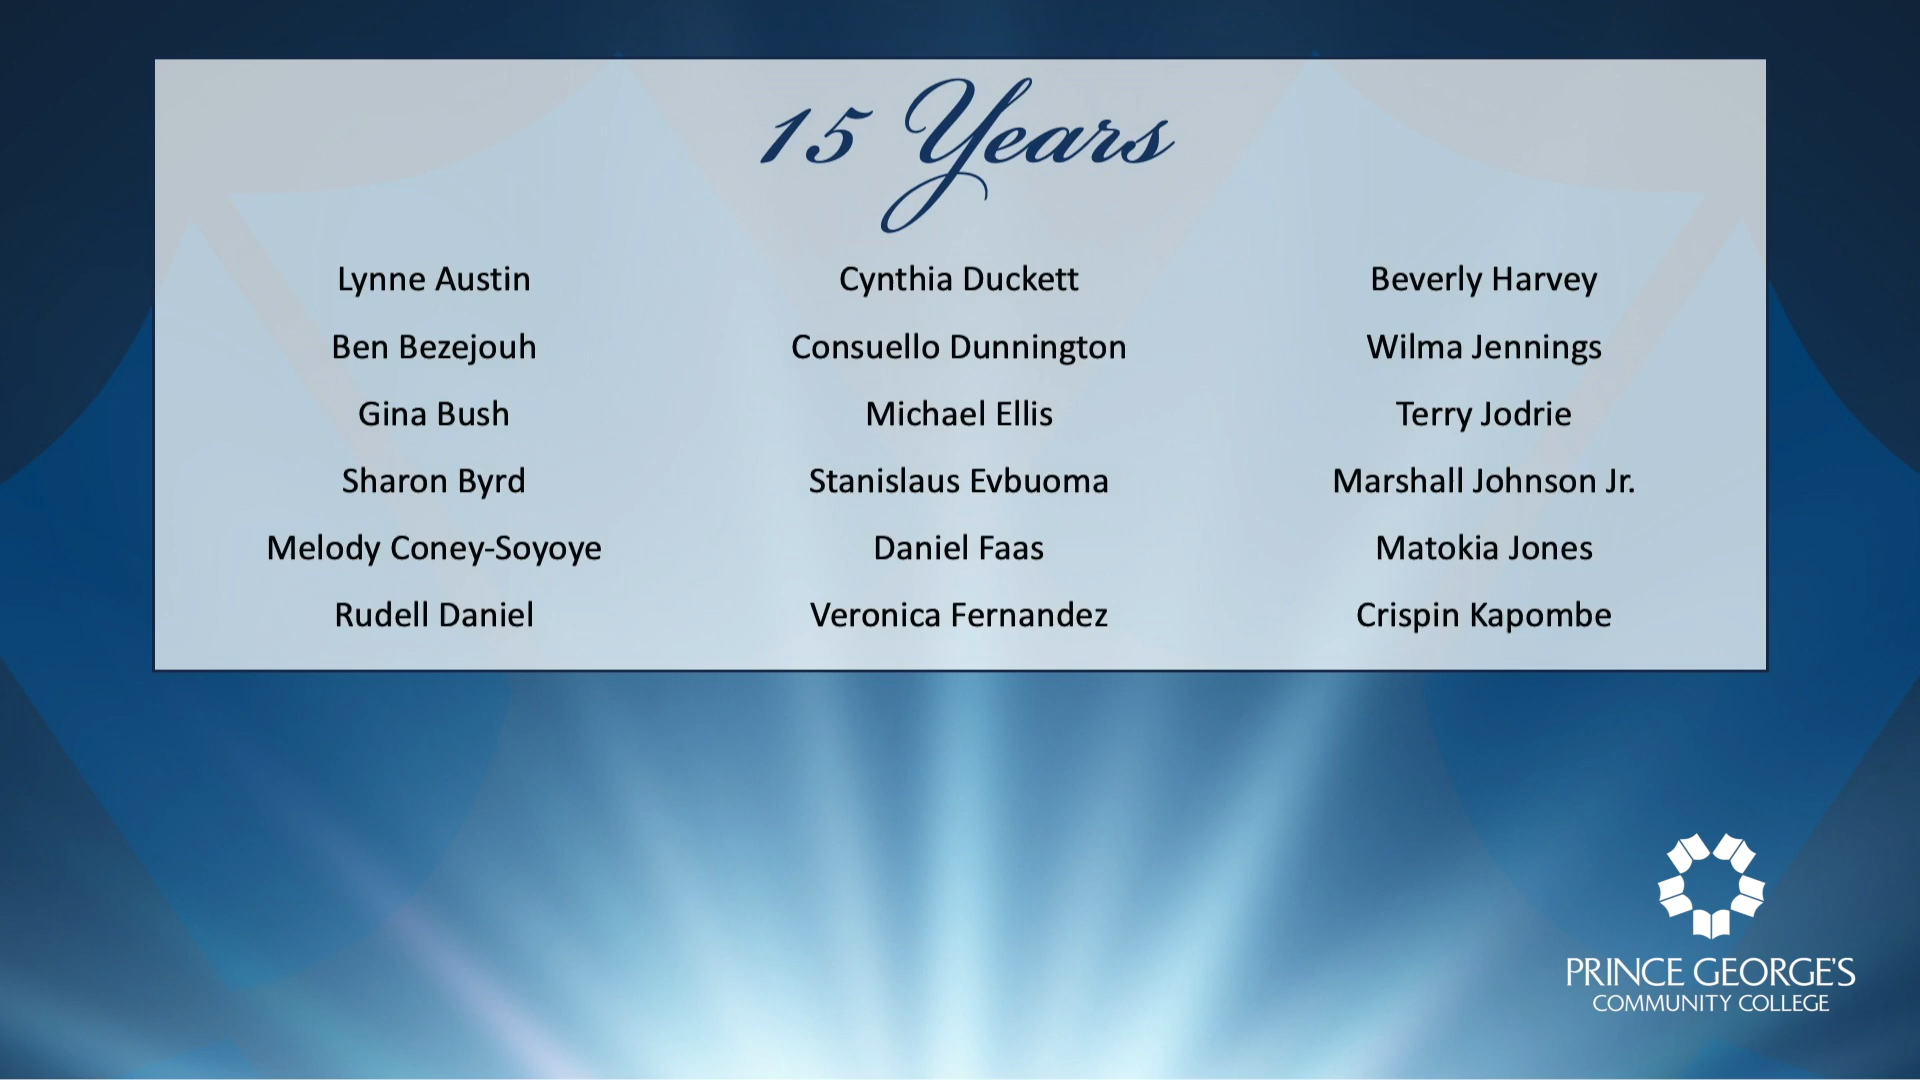 15 Years
Lynne Austin
Ben Bezejouh
Gina Bush
Sharon Byrd
Melody Coney-Soyoye
Rudell Daniel
Cynthia Duckett
Consuello Dunnington
Michael Ellis
Stanislaus Evbuoma
Daniel Faas
Veronica Fernandez
Beverly Harvey
Wilma Jennings
Terry Jodrie
Marshall Johnson Jr.
Matokia Jones
Crispin Kapombe
PRINCE GEORGE'S
COMMUNITY COLLEGE